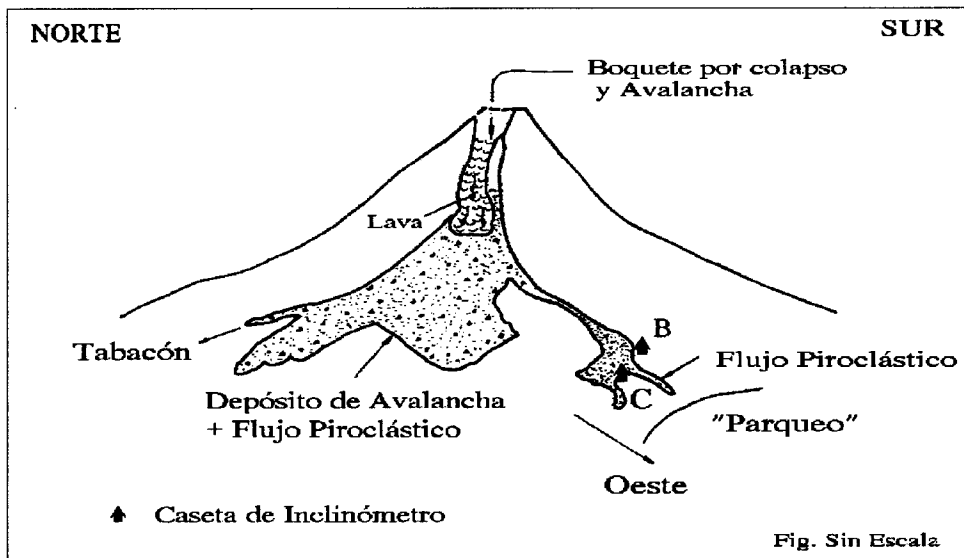 NORTE
SUR
Boquete por colapso
y Avalancha
Lava
B
Tabacón
Flujo Piroclástico
C
Depósito de Avalancha
+ Flujo Piroclástico
"Parqueo"
Oeste
Caseta de Inclinómetro
Fig. Sin Escala